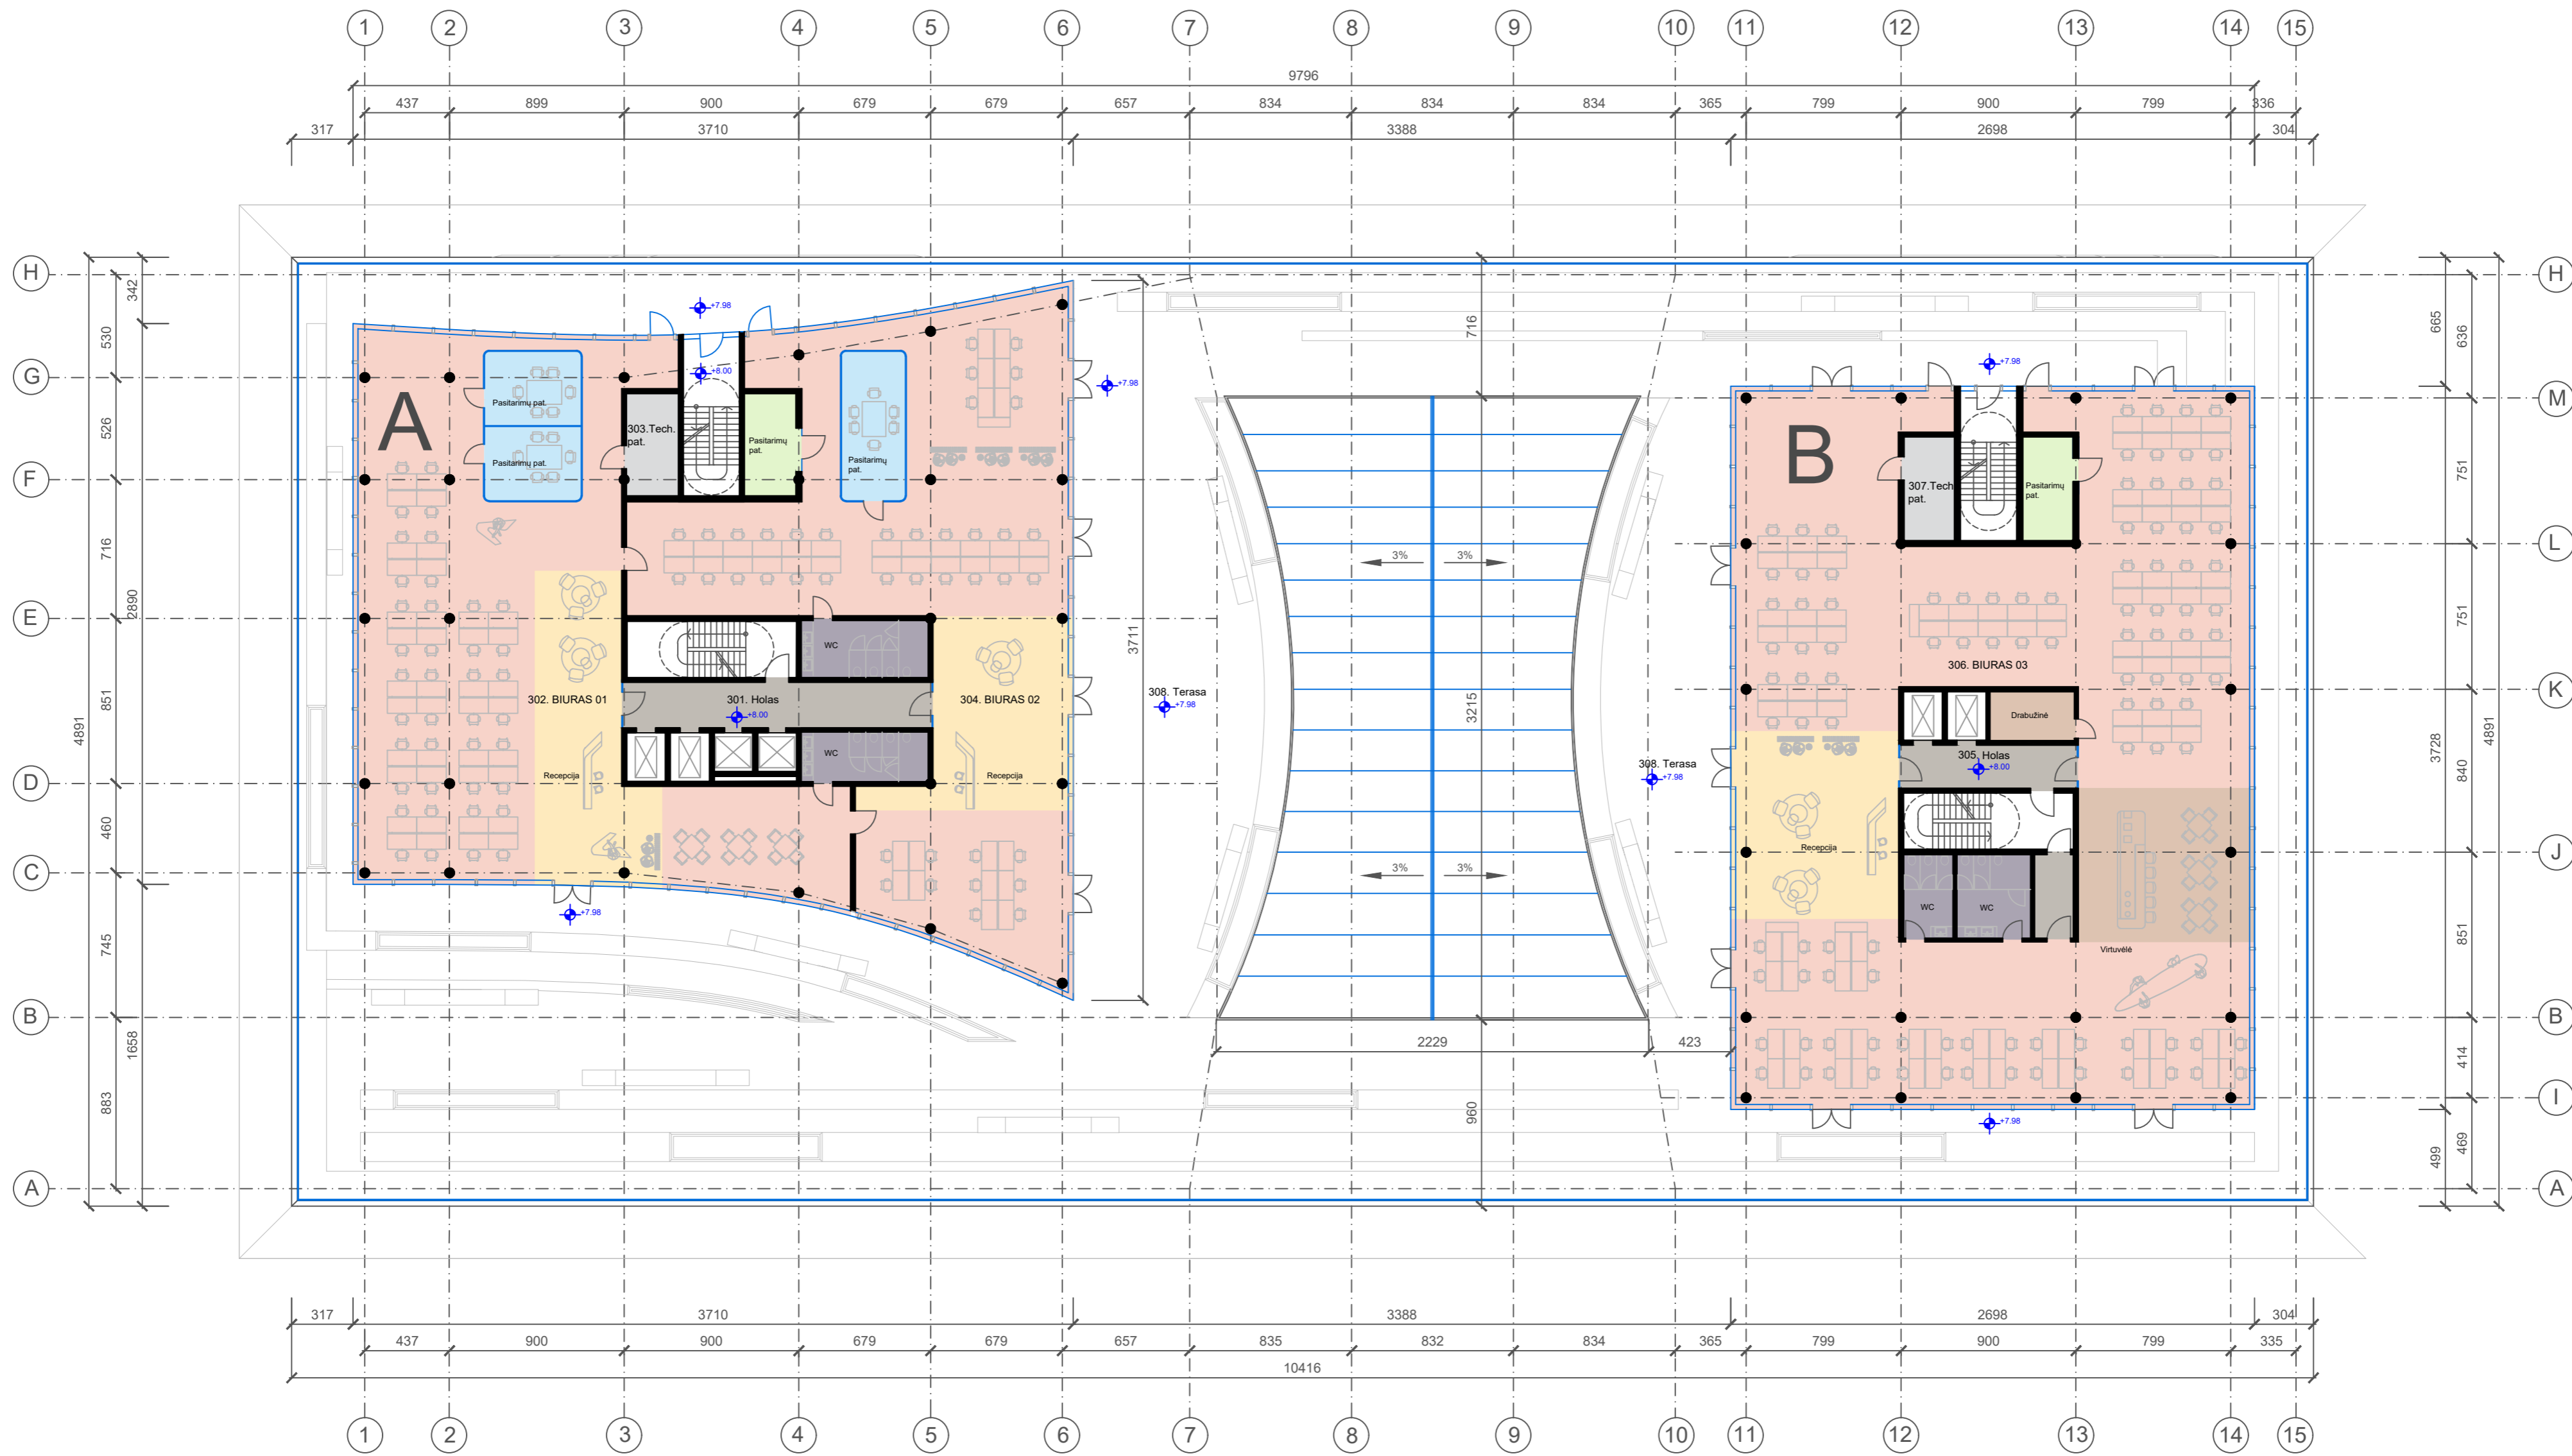 1 2 3 4 5 6 7 8 9 10 11 12 13 14 15
9796
437 899 900 679 679 657 834 834 834 365 799 900 799 336
317 3710 3388 2698 304
H
G
F
E
D
C
B
A
4891
530
526
716
851
460
745
883
342
2890
1658
A
+7.98
+8.00
+7.98
Pasitarimų pat.
Pasitarimų pat.
303.Tech.
pat.
Pasitarimų
pat.
Pasitarimų
pat.
WC
302. BIURAS 01
301. Holas
+8.00
304. BIURAS 02
WC
Recepcija
Recepcija
+7.98
3711
308. Terasa
+7.98
716
3215
960
3% 3%
3% 3%
2229 423
308. Terasa
+7.98
B
+7.98
307.Tech
pat.
Pasitarimų
pat.
306. BIURAS 03
Drabužinė
305. Holas
+8.00
Recepcija
WC
WC
Virtuvėlė
+7.98
665
3728
499
636
751
751
840
851
414
469
4891
H
M
L
K
J
B
I
A
317 3710 3388 2698 304
437 900 900 679 679 657 835 832 834 365 799 900 799 335
10416
1 2 3 4 5 6 7 8 9 10 11 12 13 14 15